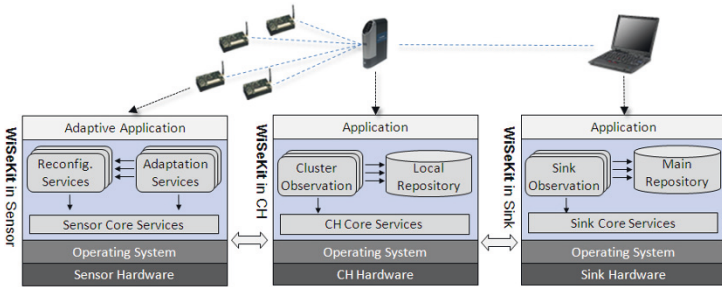 WiSeKit in Sensor
Adaptive Application
Reconfig.
Services
Adaptation
Services
Sensor Core Services
Operating System
Sensor Hardware
WiSeKit in CH
Application
Cluster
Observation
Local
Repository
CH Core Services
Operating System
CH Hardware
WiSeKit in Sink
Application
Sink
Observation
Main
Repository
Sink Core Services
Operating System
Sink Hardware